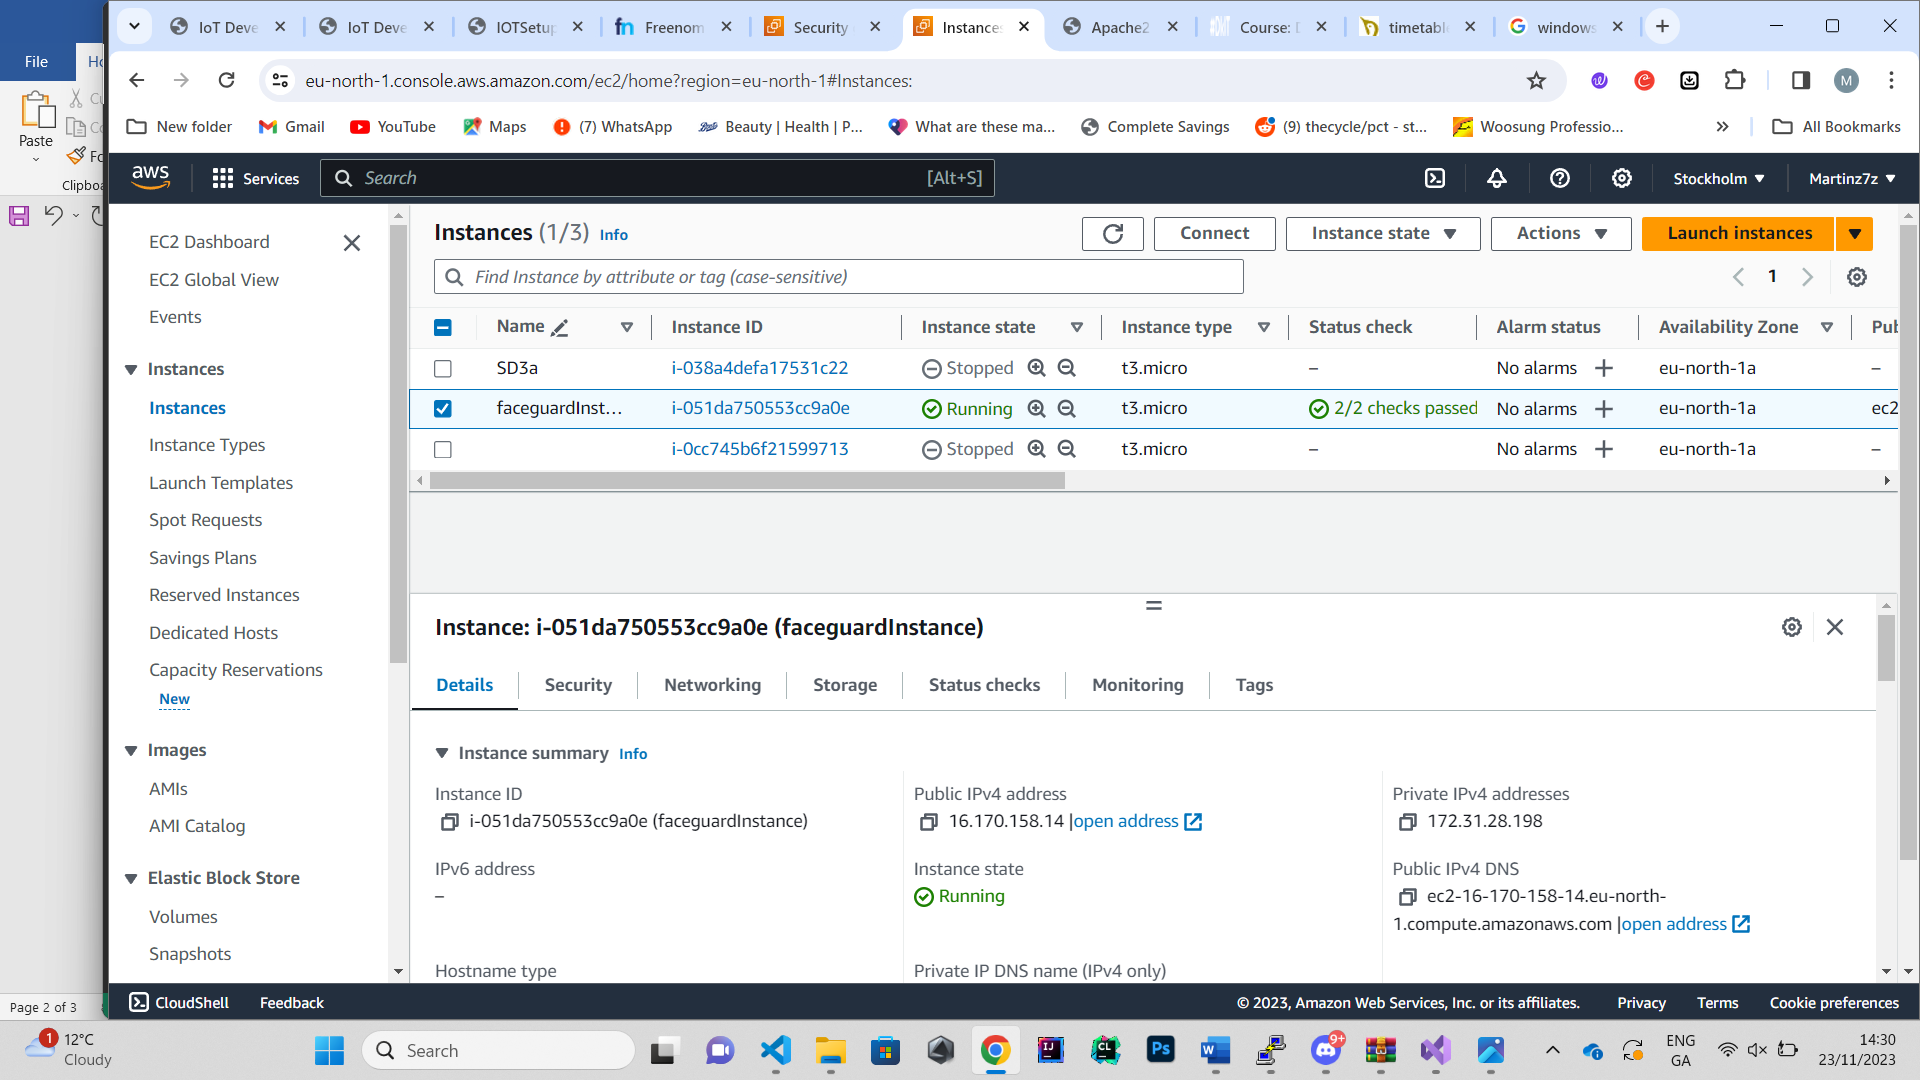 IoT Deve
IoT Deve
IOTSetup
Freenom
Security
Instances
Apache2
Course: D
timetable
windows
File
eu-north-1.console.aws.amazon.com/ec2/home?region=eu-north-1#Instances:
M
Paste
New folder
Gmail
YouTube
Maps
(7) WhatsApp
Beauty | Health | P...
What are these ma...
Complete Savings
(9) thecycle/pct - st...
Woosung Professio...
All Bookmarks
Clipboa
aws
Services
Search
[Alt+S]
Stockholm
Martinz7z
EC2 Dashboard
EC2 Global View
Events
Instances
Instances
Instance Types
Launch Templates
Spot Requests
Savings Plans
Reserved Instances
Dedicated Hosts
Capacity Reservations
New
Images
AMIs
AMI Catalog
Elastic Block Store
Volumes
Snapshots
Instances (1/3) Info
Connect
Instance state
Actions
Launch instances
Find Instance by attribute or tag (case-sensitive)
1
Name
Instance ID
Instance state
Instance type
Status check
Alarm status
Availability Zone
Pub
SD3a
i-038a4defa17531c22
Stopped
t3.micro
–
No alarms
eu-north-1a
–
faceguardInst...
i-051da750553cc9a0e
Running
t3.micro
2/2 checks passed
No alarms
eu-north-1a
ec2
i-0cc745b6f21599713
Stopped
t3.micro
–
No alarms
eu-north-1a
–
Instance: i-051da750553cc9a0e (faceguardInstance)
Details
Security
Networking
Storage
Status checks
Monitoring
Tags
Instance summary Info
Instance ID
i-051da750553cc9a0e (faceguardInstance)
Public IPv4 address
16.170.158.14 |open address
Private IPv4 addresses
172.31.28.198
IPv6 address
–
Instance state
Running
Public IPv4 DNS
ec2-16-170-158-14.eu-north-
1.compute.amazonaws.com |open address
Hostname type
Private IP DNS name (IPv4 only)
CloudShell
Feedback
© 2023, Amazon Web Services, Inc. or its affiliates.
Privacy
Terms
Cookie preferences
Page 2 of 3
1
12°C
Cloudy
Search
9+
ENG
GA
14:30
23/11/2023